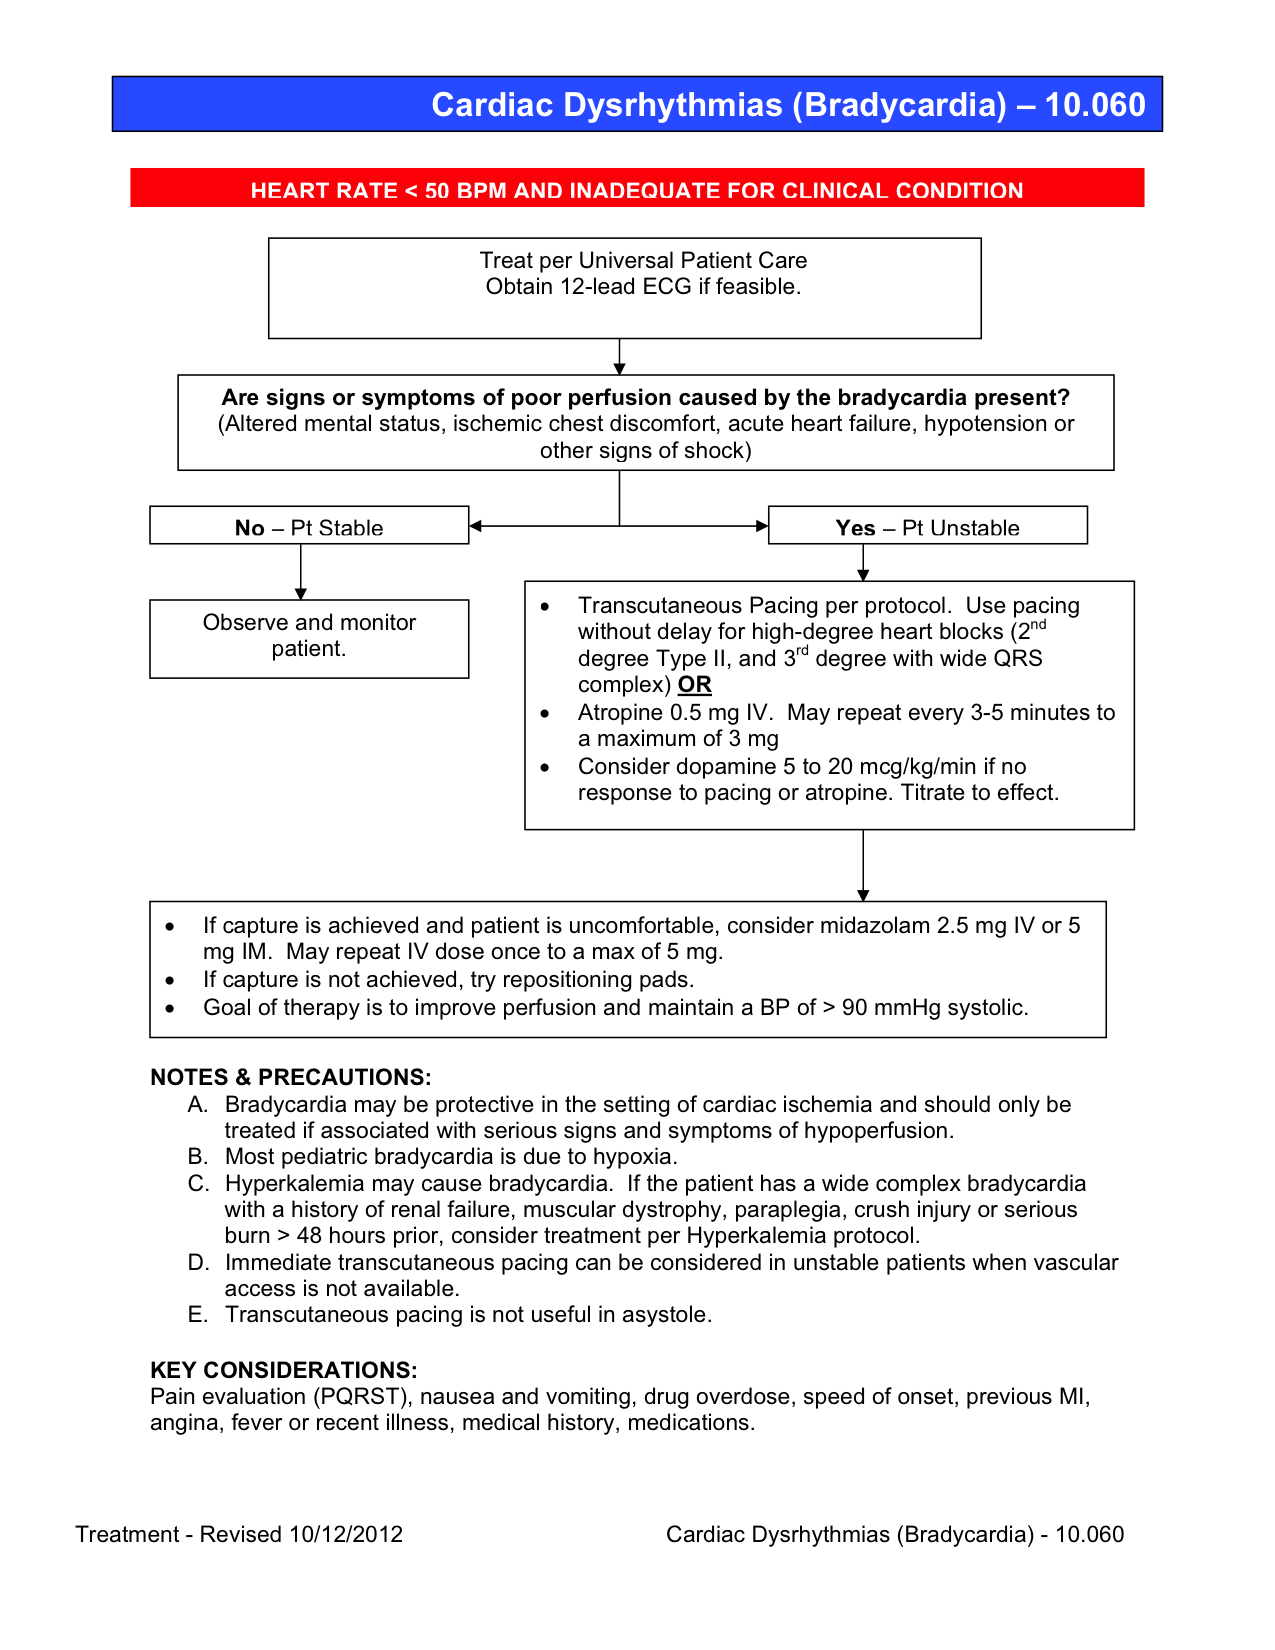 Cardiac Dysrhythmias (Bradycardia) – 10.060
HEART RATE < 50 BPM AND INADEQUATE FOR CLINICAL CONDITION
Treat per Universal Patient Care
Obtain 12-lead ECG if feasible.
Are signs or symptoms of poor perfusion caused by the bradycardia present?
(Altered mental status, ischemic chest discomfort, acute heart failure, hypotension or
other signs of shock)
No – Pt Stable
Yes – Pt Unstable
Observe and monitor
patient.
• Transcutaneous Pacing per protocol. Use pacing
without delay for high-degree heart blocks (2nd
degree Type II, and 3rd degree with wide QRS
complex) OR
• Atropine 0.5 mg IV. May repeat every 3-5 minutes to
a maximum of 3 mg
• Consider dopamine 5 to 20 mcg/kg/min if no
response to pacing or atropine. Titrate to effect.
• If capture is achieved and patient is uncomfortable, consider midazolam 2.5 mg IV or 5
mg IM. May repeat IV dose once to a max of 5 mg.
• If capture is not achieved, try repositioning pads.
• Goal of therapy is to improve perfusion and maintain a BP of > 90 mmHg systolic.
NOTES & PRECAUTIONS:
A. Bradycardia may be protective in the setting of cardiac ischemia and should only be
treated if associated with serious signs and symptoms of hypoperfusion.
B. Most pediatric bradycardia is due to hypoxia.
C. Hyperkalemia may cause bradycardia. If the patient has a wide complex bradycardia
with a history of renal failure, muscular dystrophy, paraplegia, crush injury or serious
burn > 48 hours prior, consider treatment per Hyperkalemia protocol.
D. Immediate transcutaneous pacing can be considered in unstable patients when vascular
access is not available.
E. Transcutaneous pacing is not useful in asystole.
KEY CONSIDERATIONS:
Pain evaluation (PQRST), nausea and vomiting, drug overdose, speed of onset, previous MI,
angina, fever or recent illness, medical history, medications.
Treatment - Revised 10/12/2012
Cardiac Dysrhythmias (Bradycardia) - 10.060